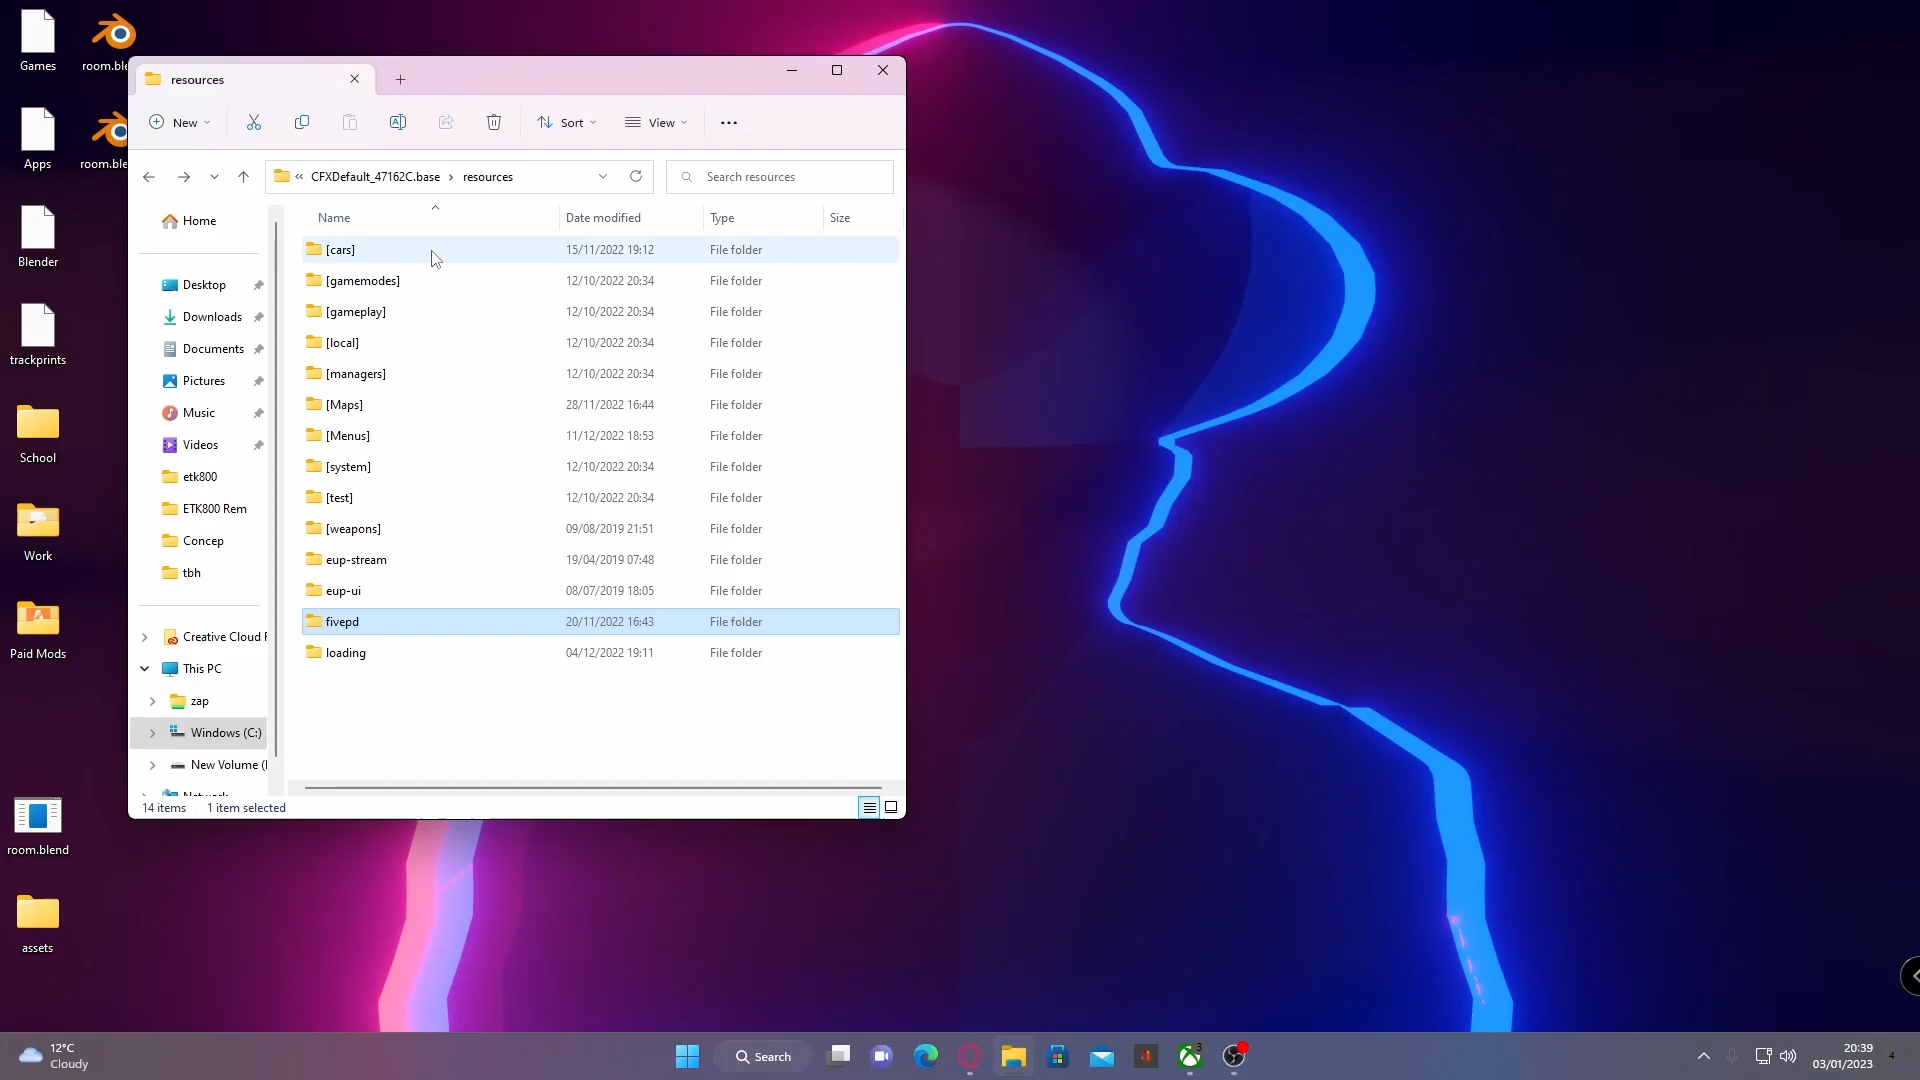 Games
room.ble
Apps
room.ble
Blender
trackprints
School
Work
Paid Mods
room.blend
assets
resources
New
Sort
View
« CFXDefault_47162C.base > resources
Search resources
Name Date modified Type Size
[cars] 15/11/2022 19:12 File folder
[gamemodes] 12/10/2022 20:34 File folder
[gameplay] 12/10/2022 20:34 File folder
[local] 12/10/2022 20:34 File folder
[managers] 12/10/2022 20:34 File folder
[Maps] 28/11/2022 16:44 File folder
[Menus] 11/12/2022 18:53 File folder
[system] 12/10/2022 20:34 File folder
[test] 12/10/2022 20:34 File folder
[weapons] 09/08/2019 21:51 File folder
eup-stream 19/04/2019 07:48 File folder
eup-ui 08/07/2019 18:05 File folder
fivepd 20/11/2022 16:43 File folder
loading 04/12/2022 19:11 File folder
Home
Desktop
Downloads
Documents
Pictures
Music
Videos
etk800
ETK800 Rem
Concep
tbh
Creative Cloud F
This PC
zap
Windows (C:)
New Volume (
Network
14 items 1 item selected
12°C
Cloudy
Search
3
20:39
03/01/2023
4